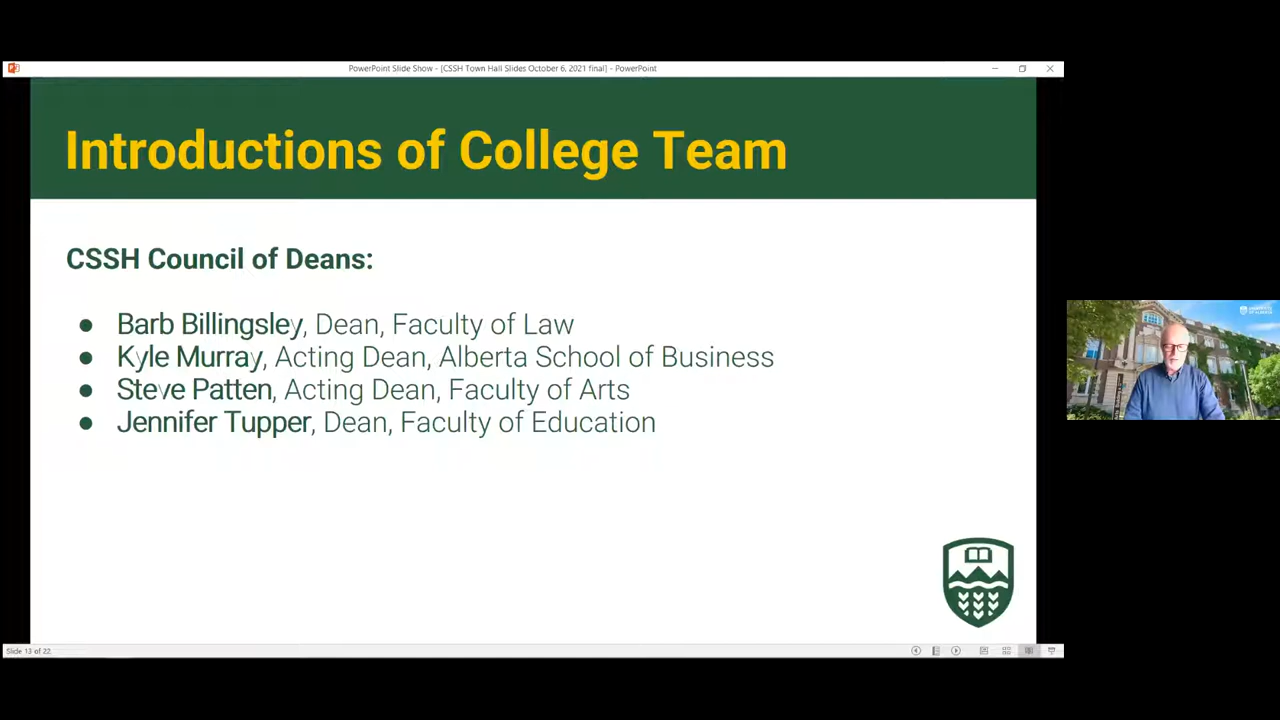 PowerPoint Slide Show - [CSSH Town Hall Slides October 6, 2021 final] - PowerPoint
Introductions of College Team
CSSH Council of Deans:
● Barb Billingsley, Dean, Faculty of Law
● Kyle Murray, Acting Dean, Alberta School of Business
● Steve Patten, Acting Dean, Faculty of Arts
● Jennifer Tupper, Dean, Faculty of Education
Slide 13 of 22